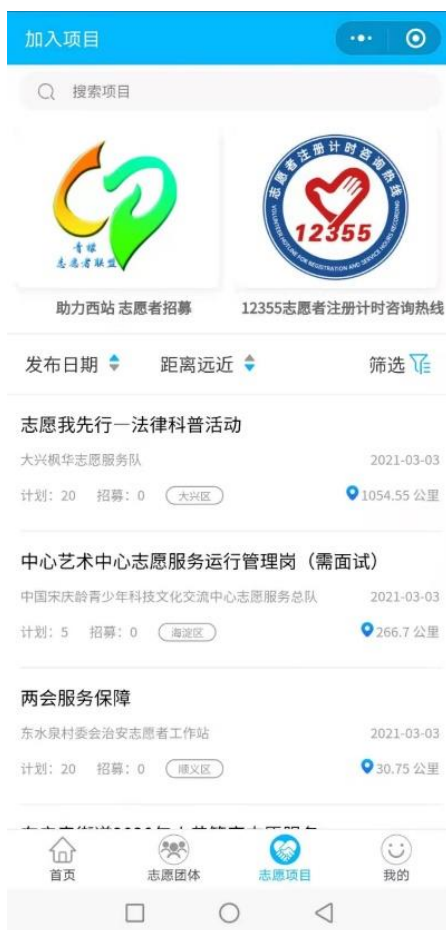 加入项目
搜索项目
青檬
志愿者联盟
志愿者注册计时咨询热线
12355
VOLUNTEER HOTLINE FOR REGISTRATION AND SERVICE HOURS RECORDING
助力西站 志愿者招募
12355志愿者注册计时咨询热线
发布日期 距离远近 筛选
志愿我先行—法律科普活动
大兴枫华志愿服务队 2021-03-03
计划：20 招募：0 大兴区 1054.55 公里
中心艺术中心志愿服务运行管理岗（需面试）
中国宋庆龄青少年科技文化交流中心志愿服务总队 2021-03-03
计划：5 招募：0 海淀区 266.7 公里
两会服务保障
东水泉村委会治安志愿者工作站 2021-03-03
计划：20 招募：0 顺义区 30.75 公里
首页 志愿团体 志愿项目 我的